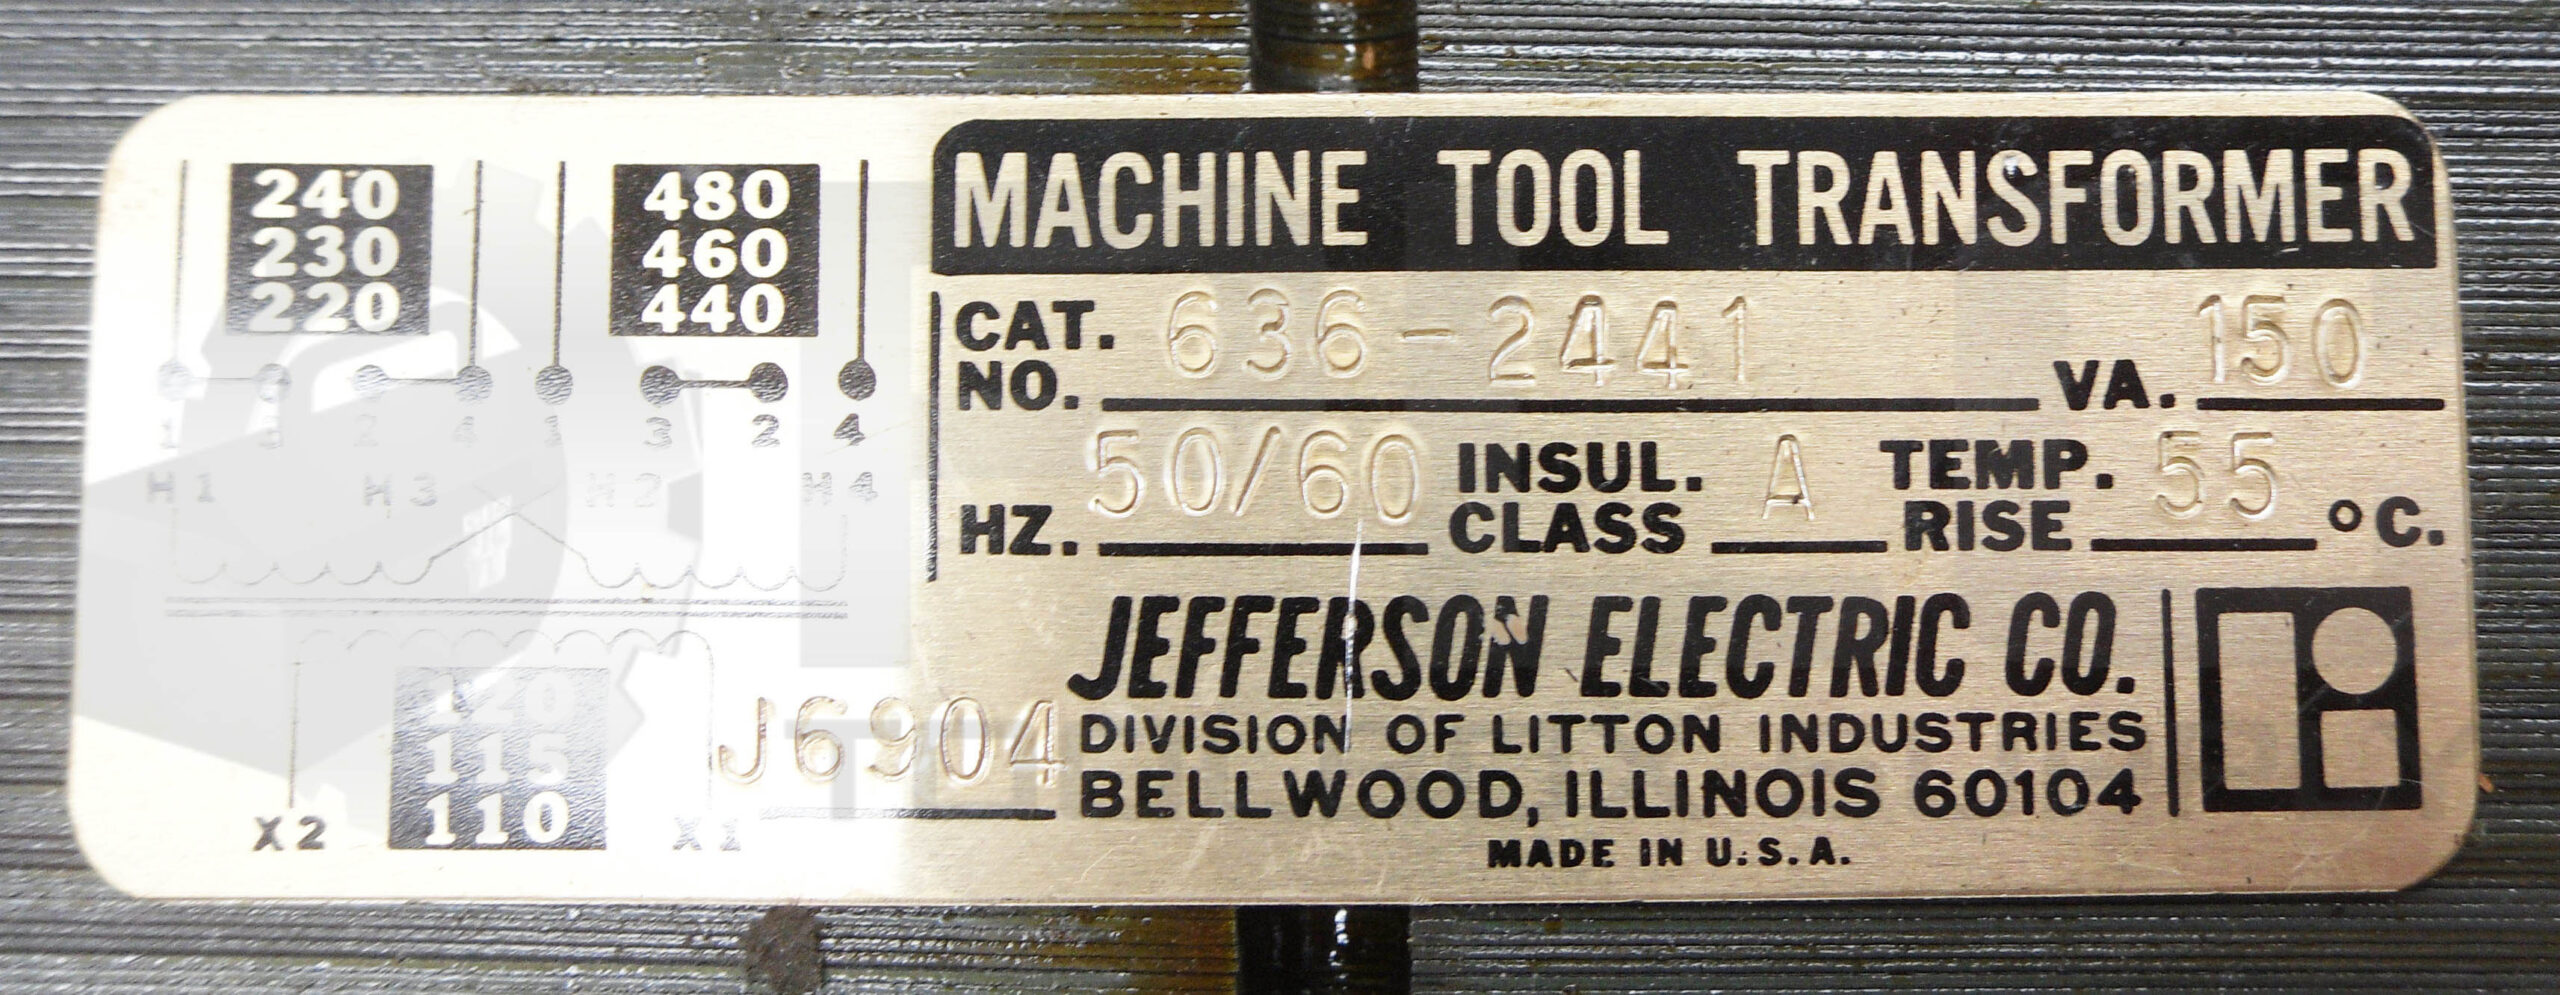 240
230
220
480
460
440
1 3 2 4 1 3 2 4
H1 H3 H2 H4
120
115
110
X2 X1
J6904
MACHINE TOOL TRANSFORMER
CAT. NO. 636-2441 VA. 150
HZ. 50/60 INSUL. CLASS A TEMP. RISE 55 °C.
JEFFERSON ELECTRIC CO.
DIVISION OF LITTON INDUSTRIES
BELLWOOD, ILLINOIS 60104
MADE IN U.S.A.